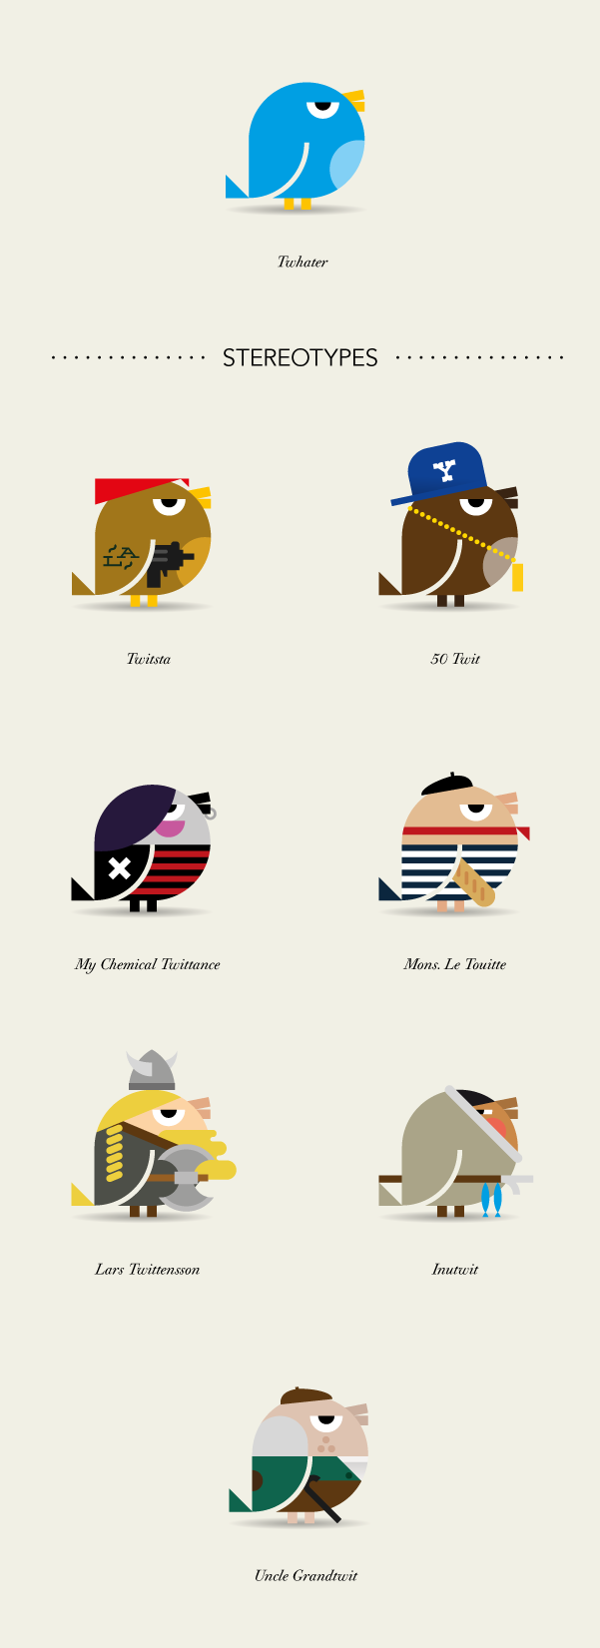 Twhater
STEREOTYPES
LA
Y
Twitsta
50 Twit
My Chemical Twittance
Mons. Le Touitte
Lars Twittensson
Inutwit
Uncle Grandtwit